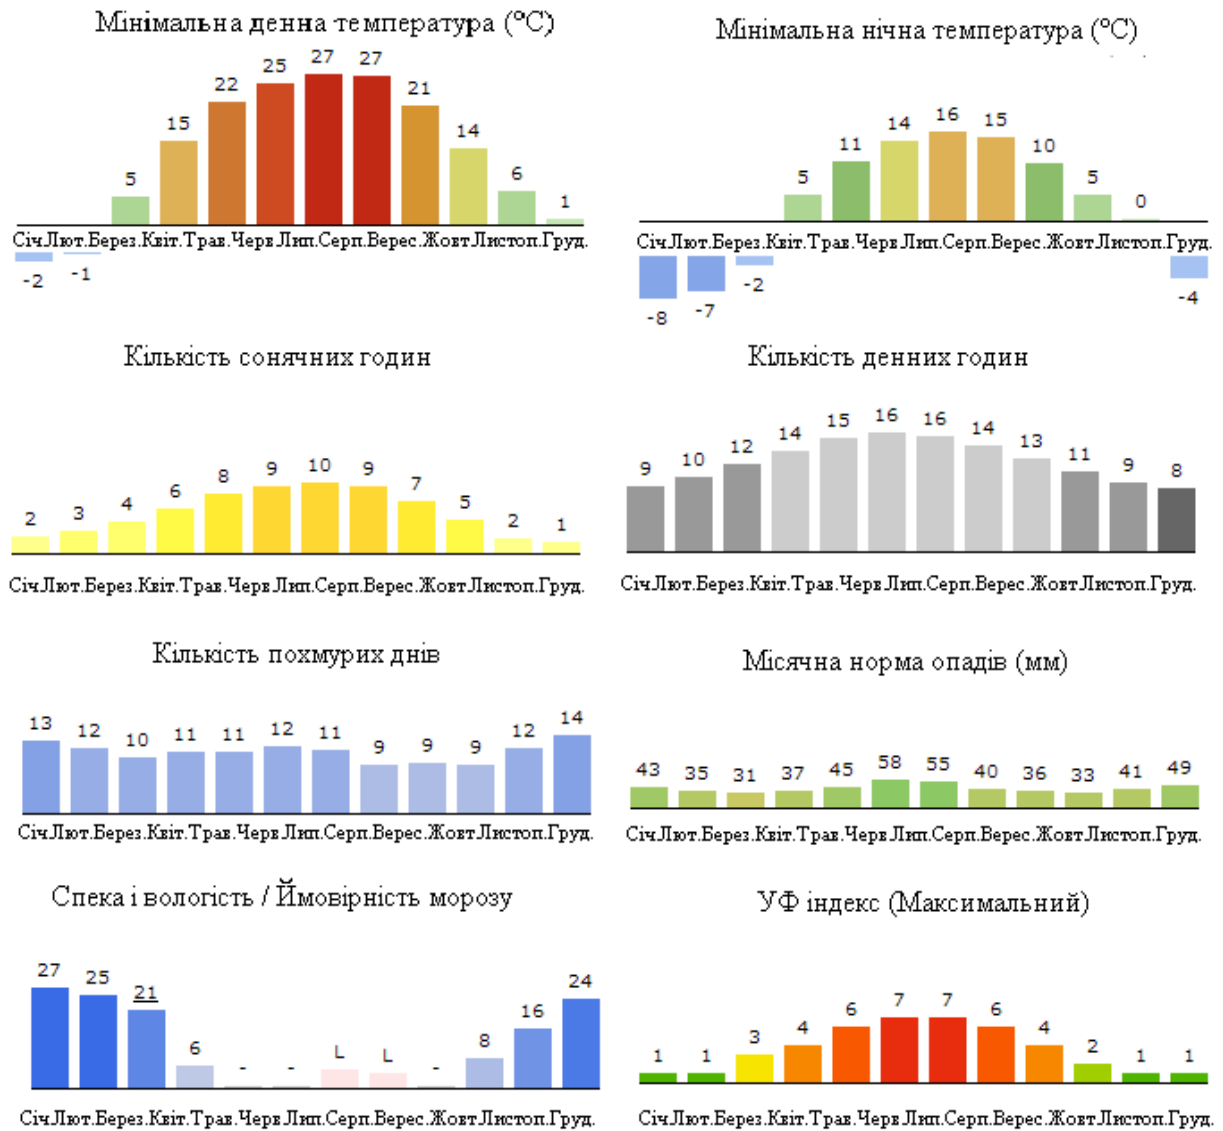 Мінімальна денна температура (°C)
27 27
25
22
21
15
14
5
6
1
Січ.Лют.Берез.Квіт.Трав.Черв.Лип.Серп.Верес.Жовт.Листоп.Груд.
-2 -1
Мінімальна нічна температура (°C)
16
15
14
11
10
5
5
0
Січ.Лют.Берез.Квіт.Трав.Черв.Лип.Серп.Верес.Жовт.Листоп.Груд.
-8 -7 -2 -4
Кількість сонячних годин
2 3 4 6 8 9 10 9 7 5 2 1
Січ.Лют.Берез.Квіт.Трав.Черв.Лип.Серп.Верес.Жовт.Листоп.Груд.
Кількість денних годин
9 10 12 14 15 16 16 14 13 11 9 8
Січ.Лют.Берез.Квіт.Трав.Черв.Лип.Серп.Верес.Жовт.Листоп.Груд.
Кількість похмурих днів
13 12 10 11 11 12 11 9 9 9 12 14
Січ.Лют.Берез.Квіт.Трав.Черв.Лип.Серп.Верес.Жовт.Листоп.Груд.
Місячна норма опадів (мм)
43 35 31 37 45 58 55 40 36 33 41 49
Січ.Лют.Берез.Квіт.Трав.Черв.Лип.Серп.Верес.Жовт.Листоп.Груд.
Спека і вологість / Ймовірність морозу
27 25 21 6 - - L L - 8 16 24
Січ.Лют.Берез.Квіт.Трав.Черв.Лип.Серп.Верес.Жовт.Листоп.Груд.
УФ індекс (Максимальний)
1 1 3 4 6 7 7 6 4 2 1 1
Січ.Лют.Берез.Квіт.Трав.Черв.Лип.Серп.Верес.Жовт.Листоп.Груд.